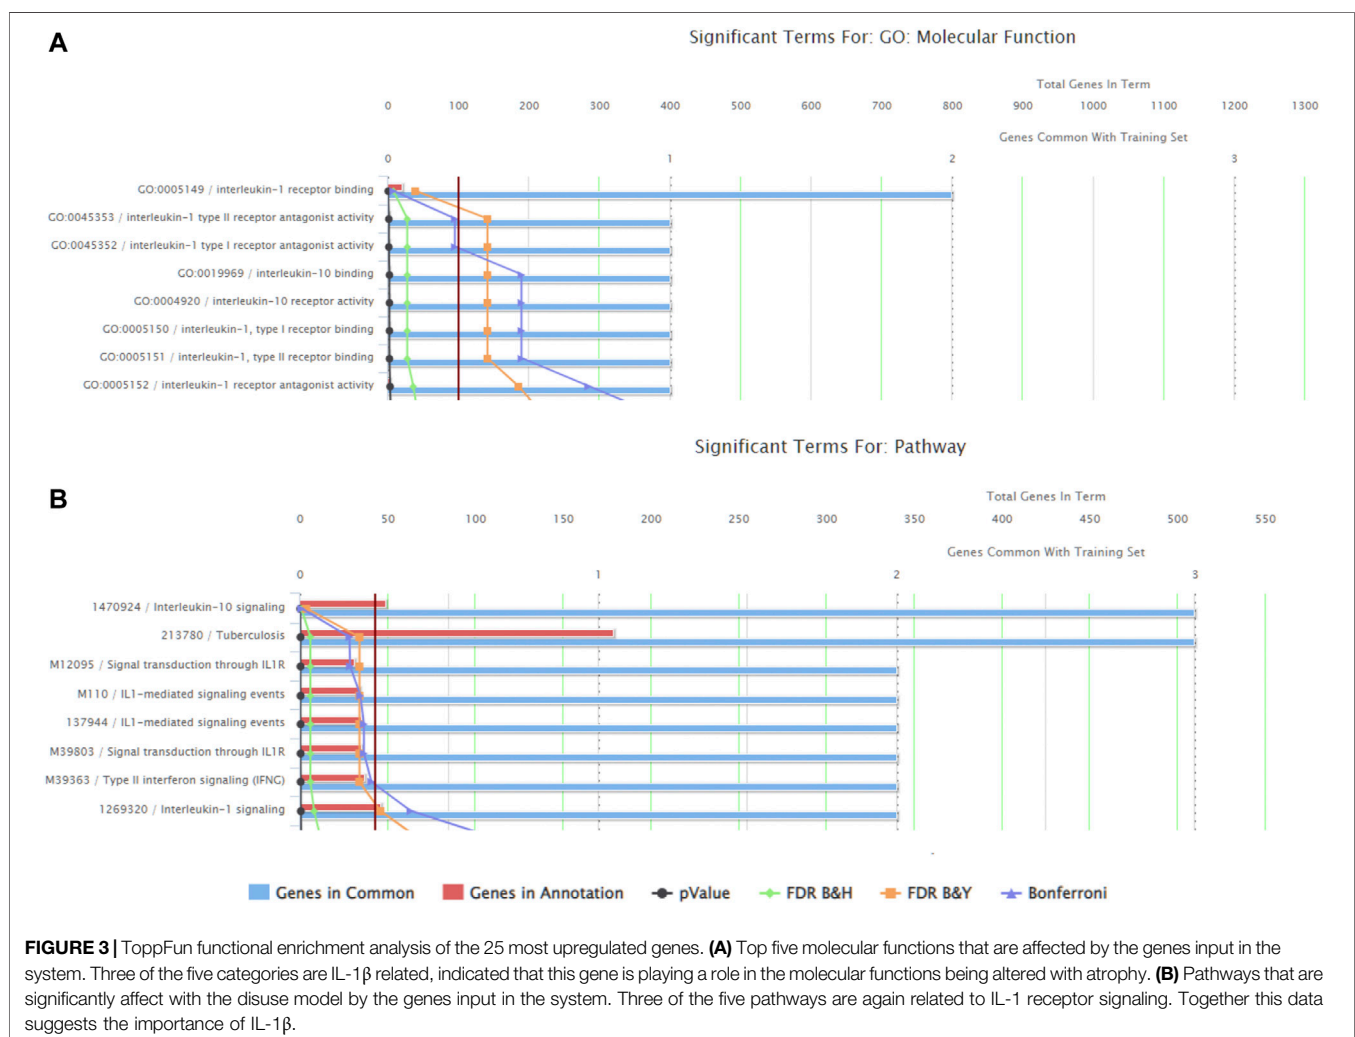 A
Significant Terms For: GO: Molecular Function
Total Genes In Term
0 100 200 300 400 500 600 700 800 900 1000 1100 1200 1300
Genes Common With Training Set
0 1 2 3
GO:0005149 / interleukin-1 receptor binding
GO:0045353 / interleukin-1 type II receptor antagonist activity
GO:0045352 / interleukin-1 type I receptor antagonist activity
GO:0019969 / interleukin-10 binding
GO:0004920 / interleukin-10 receptor activity
GO:0005150 / interleukin-1, type I receptor binding
GO:0005151 / interleukin-1, type II receptor binding
GO:0005152 / interleukin-1 receptor antagonist activity
Significant Terms For: Pathway
B
Total Genes In Term
0 50 100 150 200 250 300 350 400 450 500 550
Genes Common With Training Set
0 1 2 3
1470924 / Interleukin-10 signaling
213780 / Tuberculosis
M12095 / Signal transduction through IL1R
M110 / IL1-mediated signaling events
137944 / IL1-mediated signaling events
M39803 / Signal transduction through IL1R
M39363 / Type II interferon signaling (IFNG)
1269320 / Interleukin-1 signaling
Genes in Common Genes in Annotation pValue FDR B&H FDR B&Y Bonferroni
FIGURE 3 | ToppFun functional enrichment analysis of the 25 most upregulated genes. (A) Top five molecular functions that are affected by the genes input in the
system. Three of the five categories are IL-1β related, indicated that this gene is playing a role in the molecular functions being altered with atrophy. (B) Pathways that are
significantly affect with the disuse model by the genes input in the system. Three of the five pathways are again related to IL-1 receptor signaling. Together this data
suggests the importance of IL-1β.